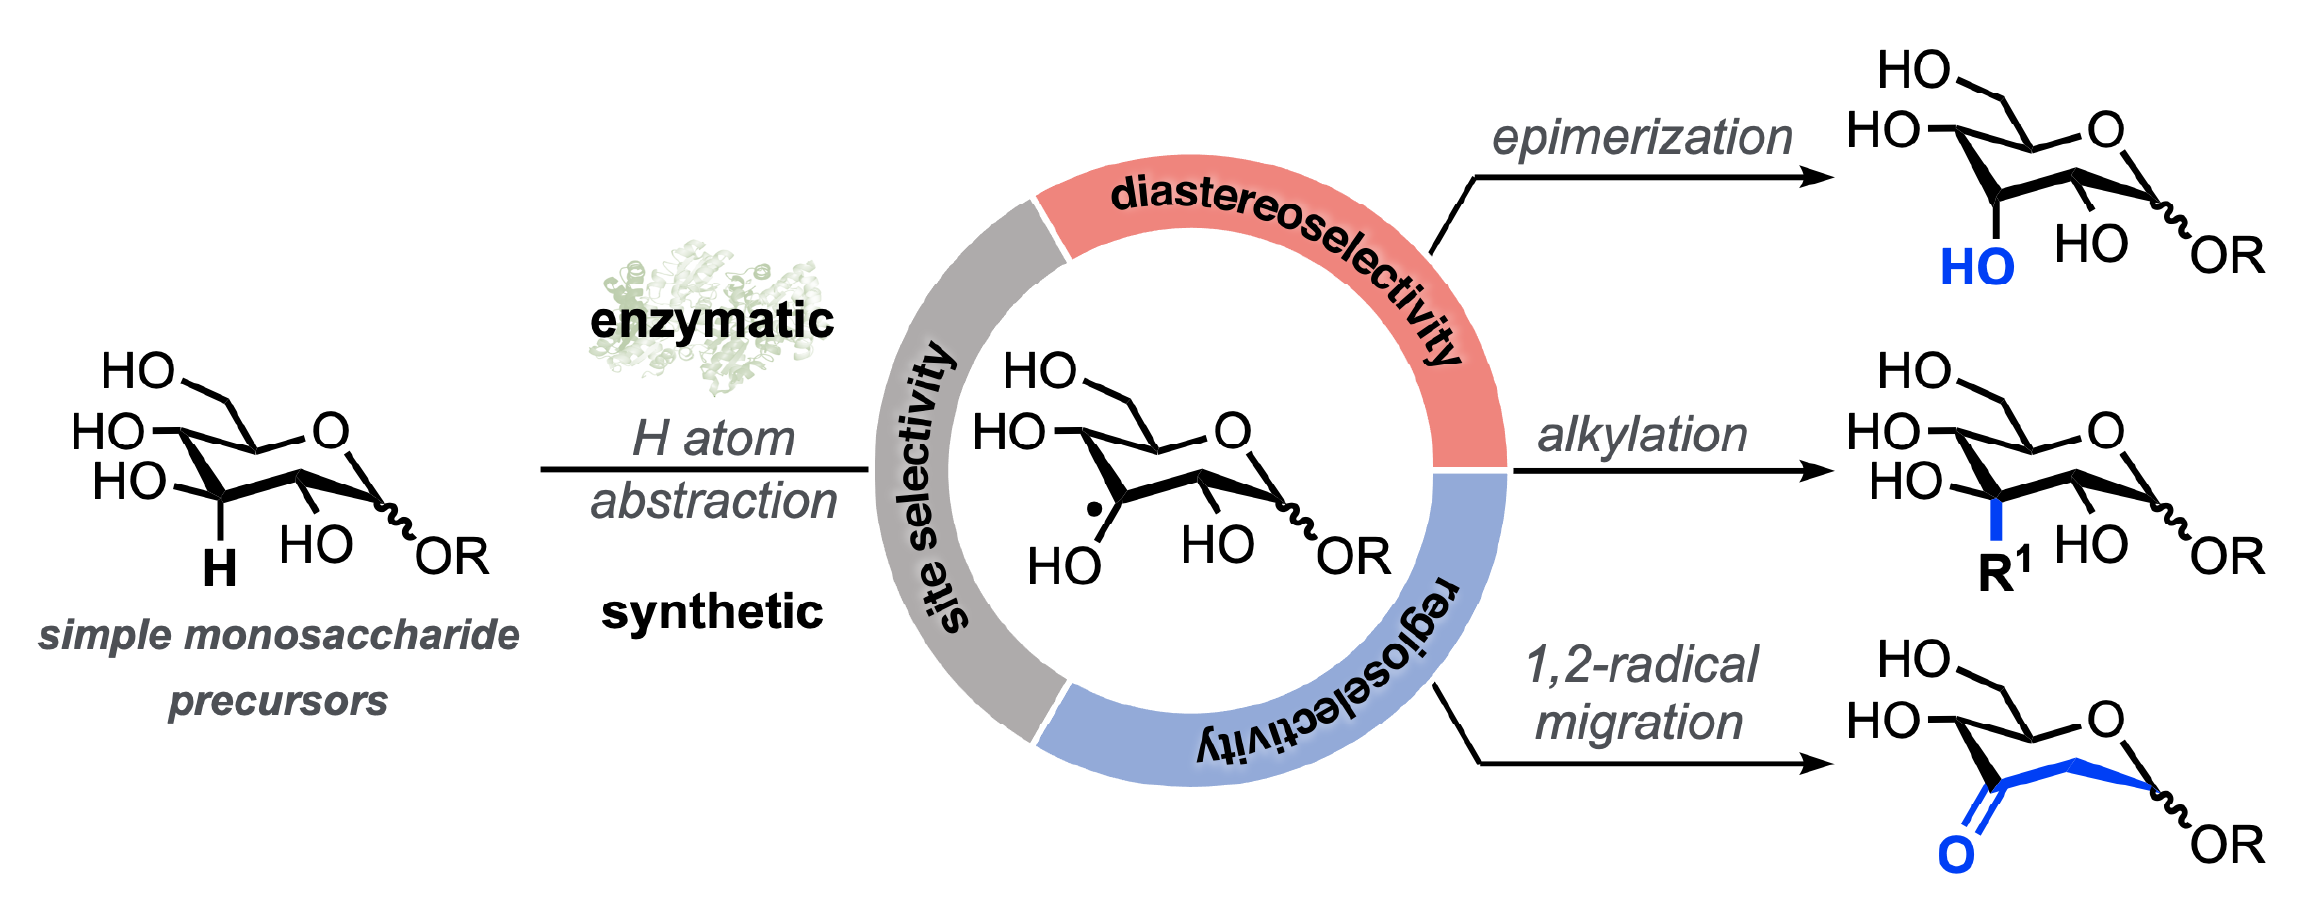 HO
HO
HO
O
H
HO
OR
simple monosaccharide
precursors
enzymatic
H atom
abstraction
synthetic
site selectivity
diastereoselectivity
regioselectivity
HO
HO
O
HO
HO
OR
epimerization
HO
HO
O
HO
HO
OR
alkylation
HO
HO
HO
O
R¹
HO
OR
1,2-radical
migration
HO
HO
O
O
OR